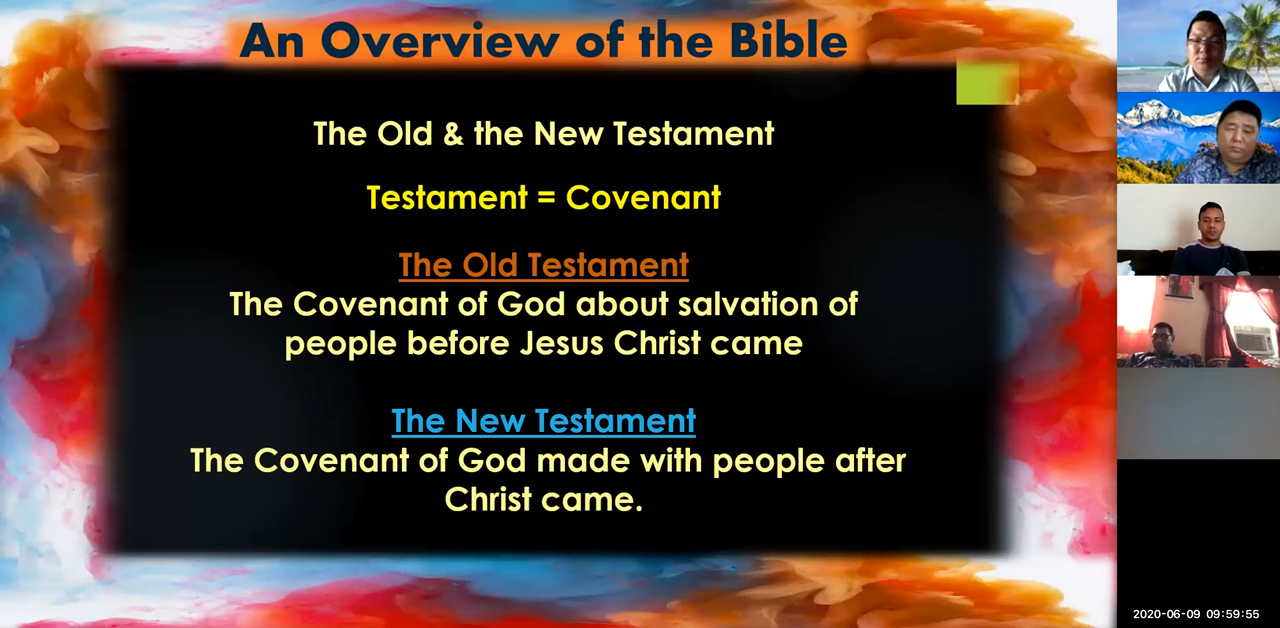 An Overview of the Bible
The Old & the New Testament
Testament = Covenant
The Old Testament
The Covenant of God about salvation of
people before Jesus Christ came
The New Testament
The Covenant of God made with people after
Christ came.
2020-06-09 09:59:55